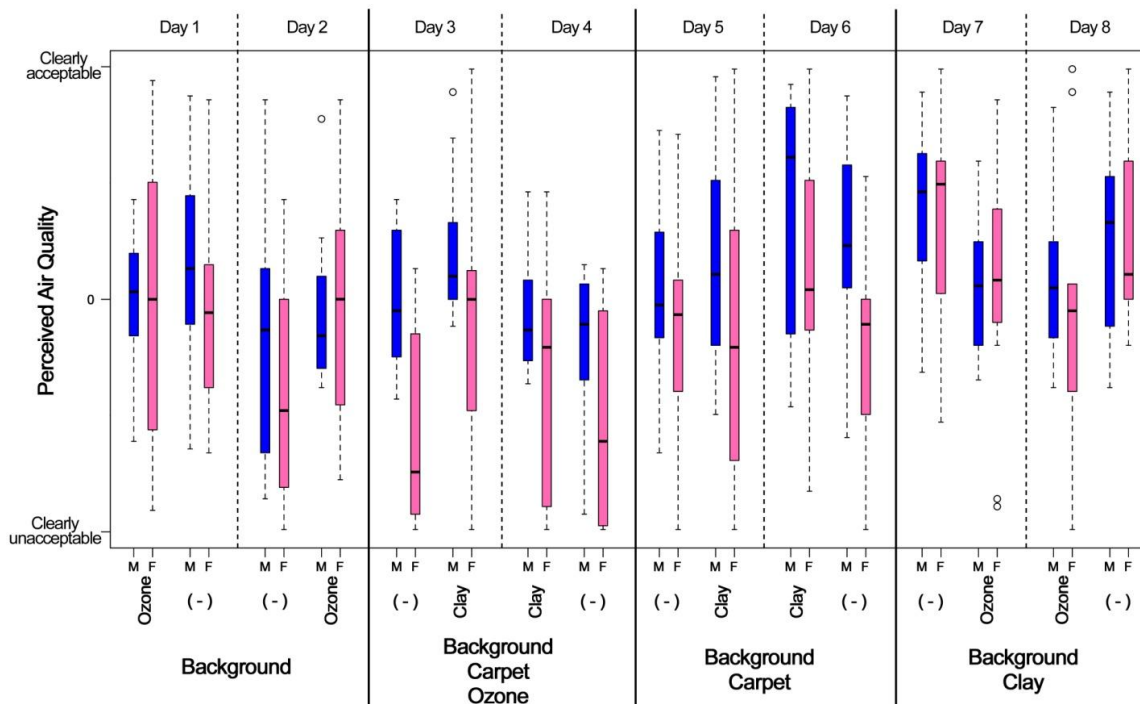 Day 1 Day 2 Day 3 Day 4 Day 5 Day 6 Day 7 Day 8
Clearly
acceptable
Perceived Air Quality
0
Clearly
unacceptable
M F M F M F M F M F M F M F M F M F M F M F M F M F M F M F M F
Ozone (-) (-) Ozone (-) Clay Clay (-) (-) Clay Clay (-) (-) Ozone Ozone (-)
Background
Background
Carpet
Ozone
Background
Carpet
Background
Clay